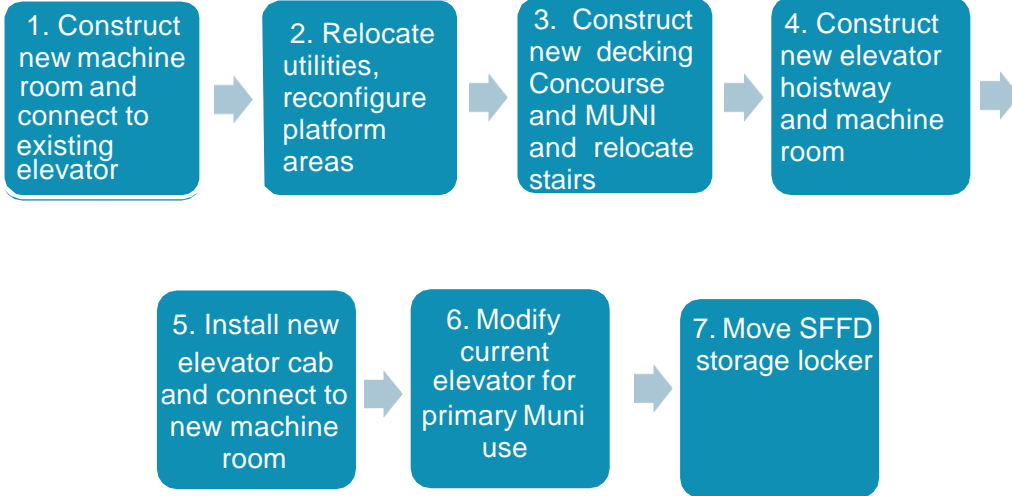 1. Construct
new machine
room and
connect to
existing
elevator
2. Relocate
utilities,
reconfigure
platform
areas
3. Construct
new decking
Concourse
and MUNI
and relocate
stairs
4. Construct
new elevator
hoistway
and machine
room
5. Install new
elevator cab
and connect to
new machine
room
6. Modify
current
elevator for
primary Muni
use
7. Move SFFD
storage locker